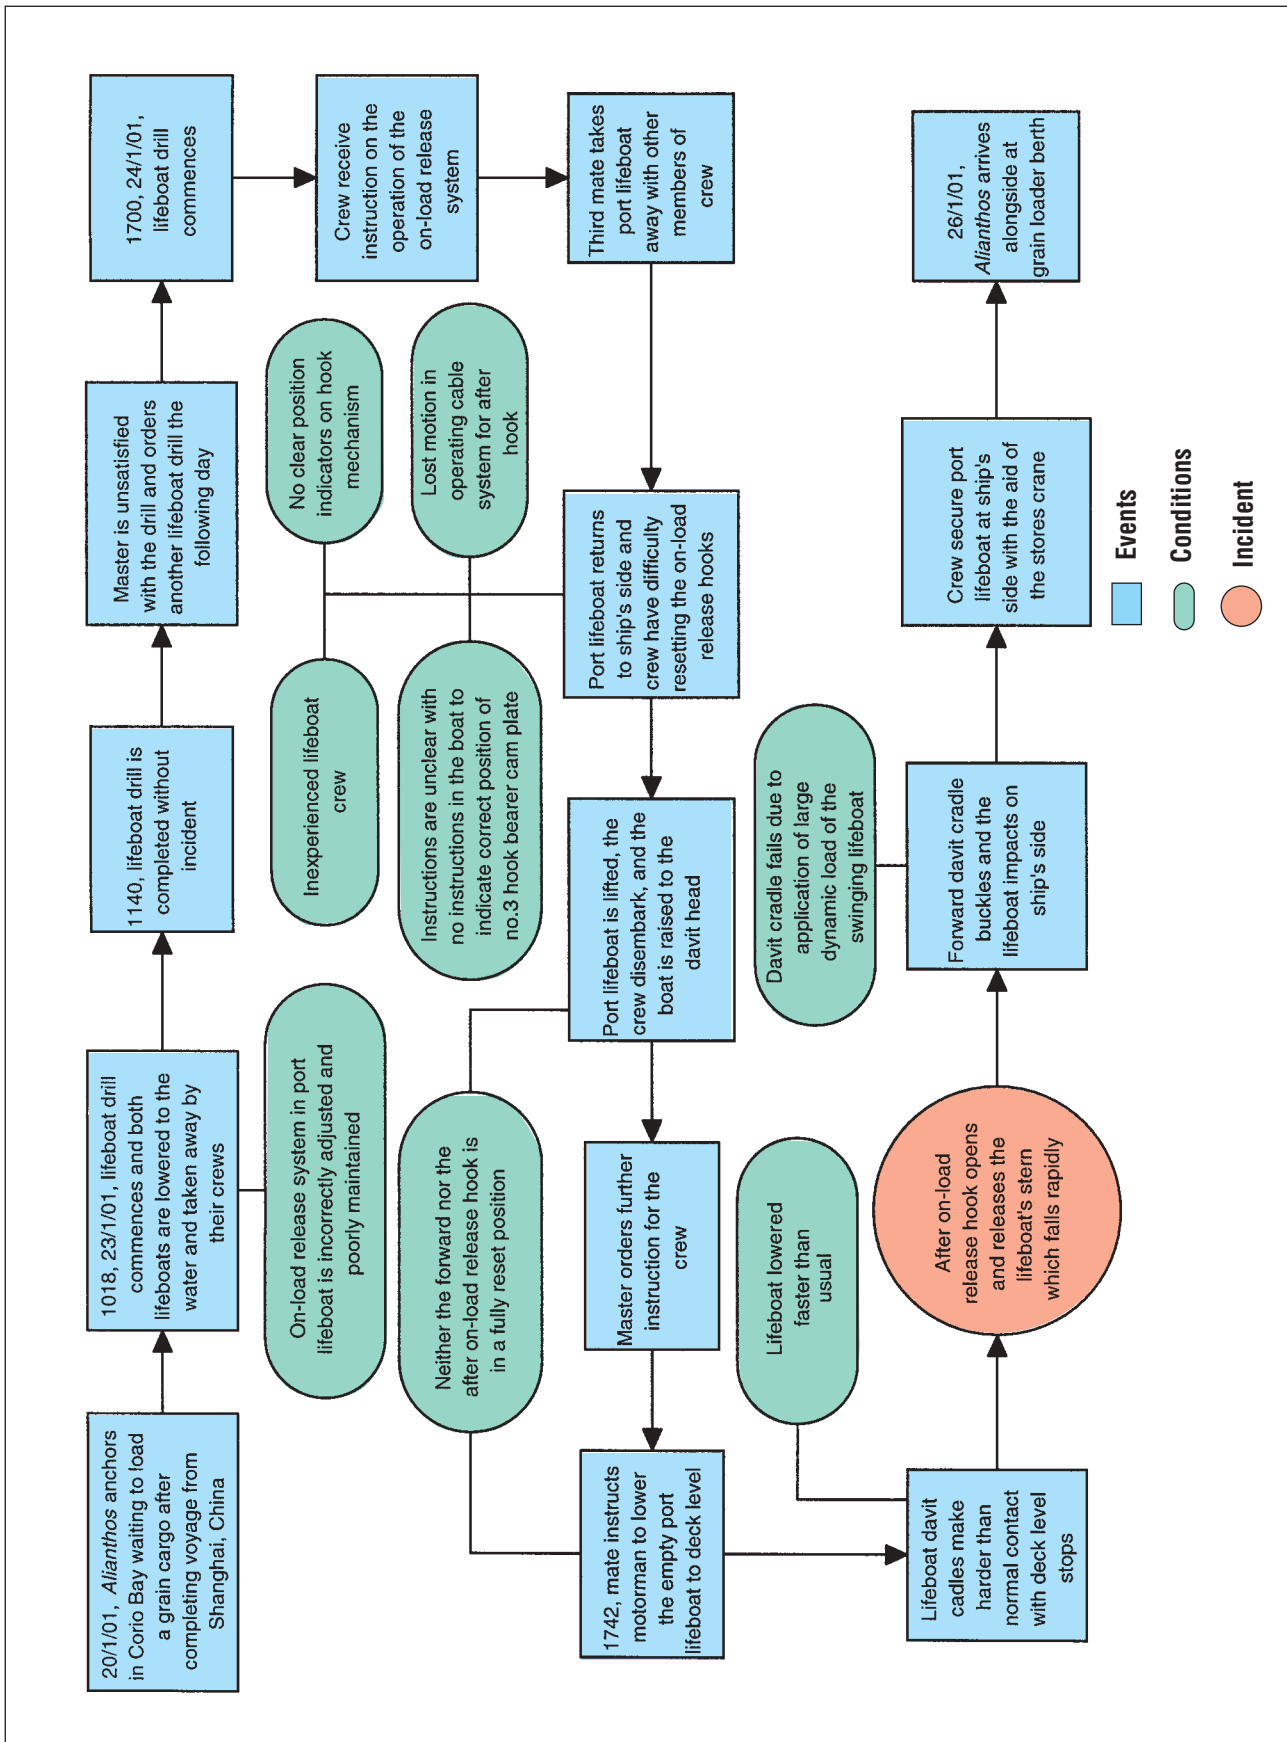 20/1/01, Alianthos anchors
in Corio Bay waiting to load
a grain cargo after
completing voyage from
Shanghai, China
1018, 23/1/01, lifeboat drill
commences and both
lifeboats are lowered to the
water and taken away by
their crews
1140, lifeboat drill is
completed without
incident
Master is unsatisfied
with the drill and orders
another lifeboat drill the
following day
1700, 24/1/01,
lifeboat drill
commences
On-load release system in port
lifeboat is incorrectly adjusted and
poorly maintained
Inexperienced lifeboat
crew
No clear position
indicators on hook
mechanism
Crew receive
instruction on the
operation of the
on-load release
system
Neither the forward nor the
after on-load release hook is
in a fully reset position
Instructions are unclear with
no instructions in the boat to
indicate correct position of
no.3 hook bearer cam plate
Lost motion in
operating cable
system for after
hook
1742, mate instructs
motorman to lower
the empty port
lifeboat to deck level
Master orders further
instruction for the
crew
Port lifeboat is lifted, the
crew disembark, and the
boat is raised to the
davit head
Port lifeboat returns
to ship's side and
crew have difficulty
resetting the on-load
release hooks
Third mate takes
port lifeboat
away with other
members of
crew
Lifeboat lowered
faster than
usual
Davit cradle fails due to
application of large
dynamic load of the
swinging lifeboat
Lifeboat davit
cadles make
harder than
normal contact
with deck level
stops
After on-load
release hook opens
and releases the
lifeboat's stern
which falls rapidly
Forward davit cradle
buckles and the
lifeboat impacts on
ship's side
Crew secure port
lifeboat at ship's
side with the aid of
the stores crane
26/1/01,
Alianthos arrives
alongside at
grain loader berth
Events
Conditions
Incident